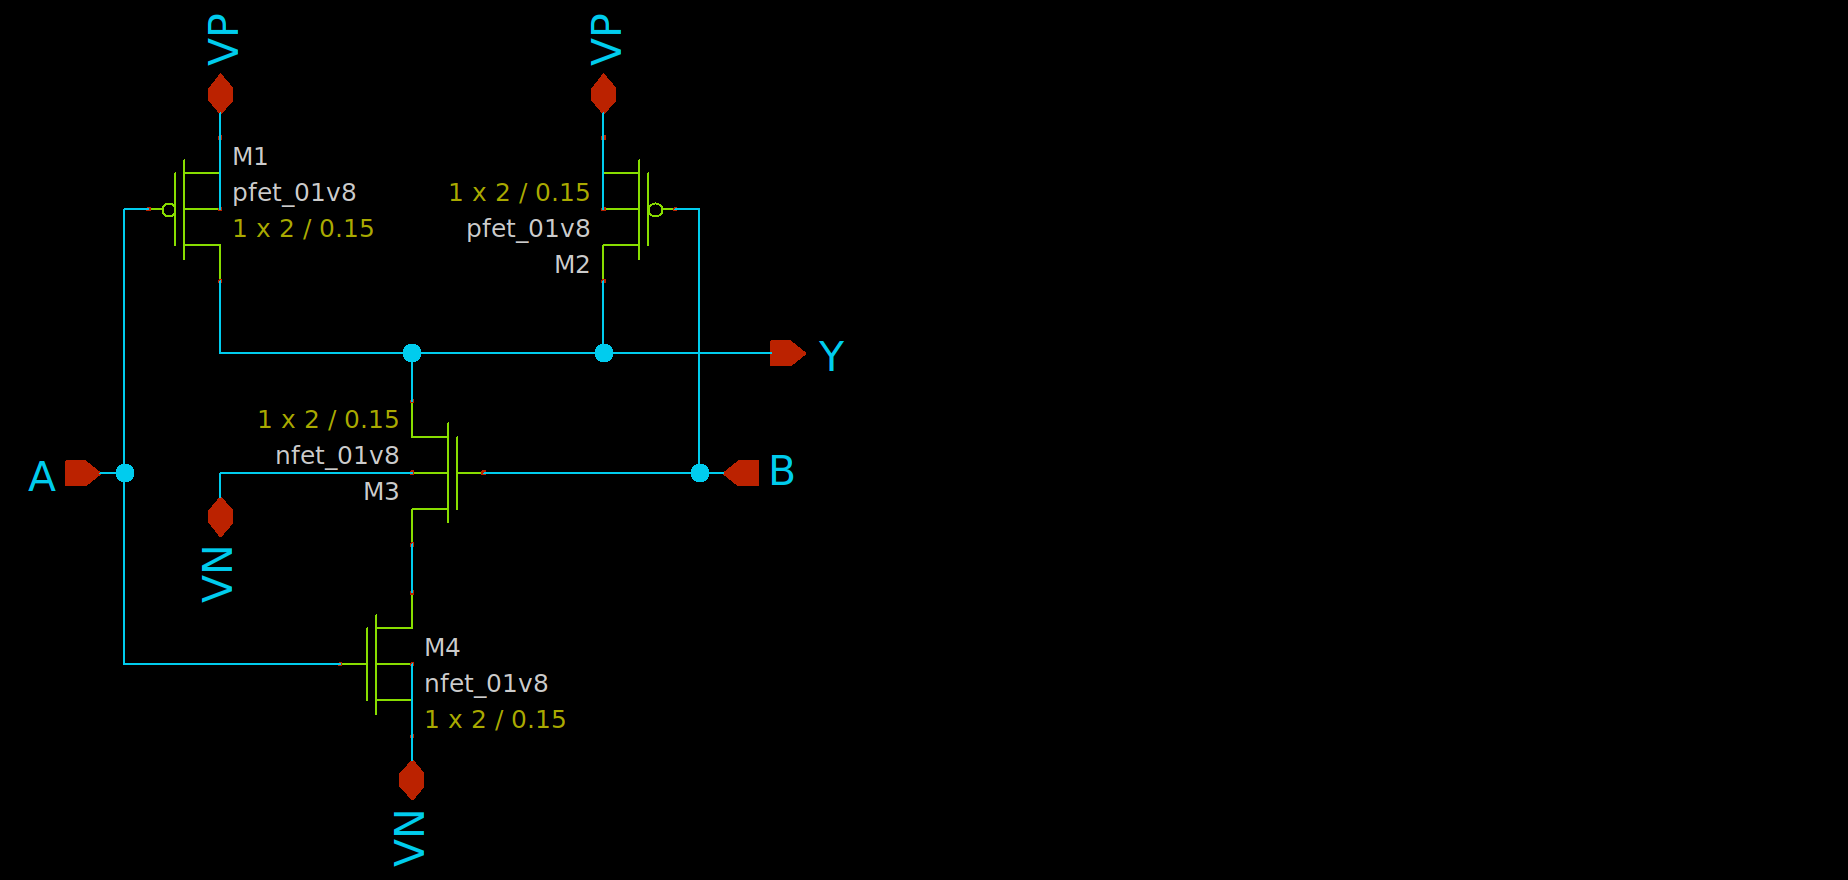 VP
VP
M1
pfet_01v8
1 x 2 / 0.15
1 x 2 / 0.15
pfet_01v8
M2
Y
1 x 2 / 0.15
nfet_01v8
M3
A
B
VN
M4
nfet_01v8
1 x 2 / 0.15
VN